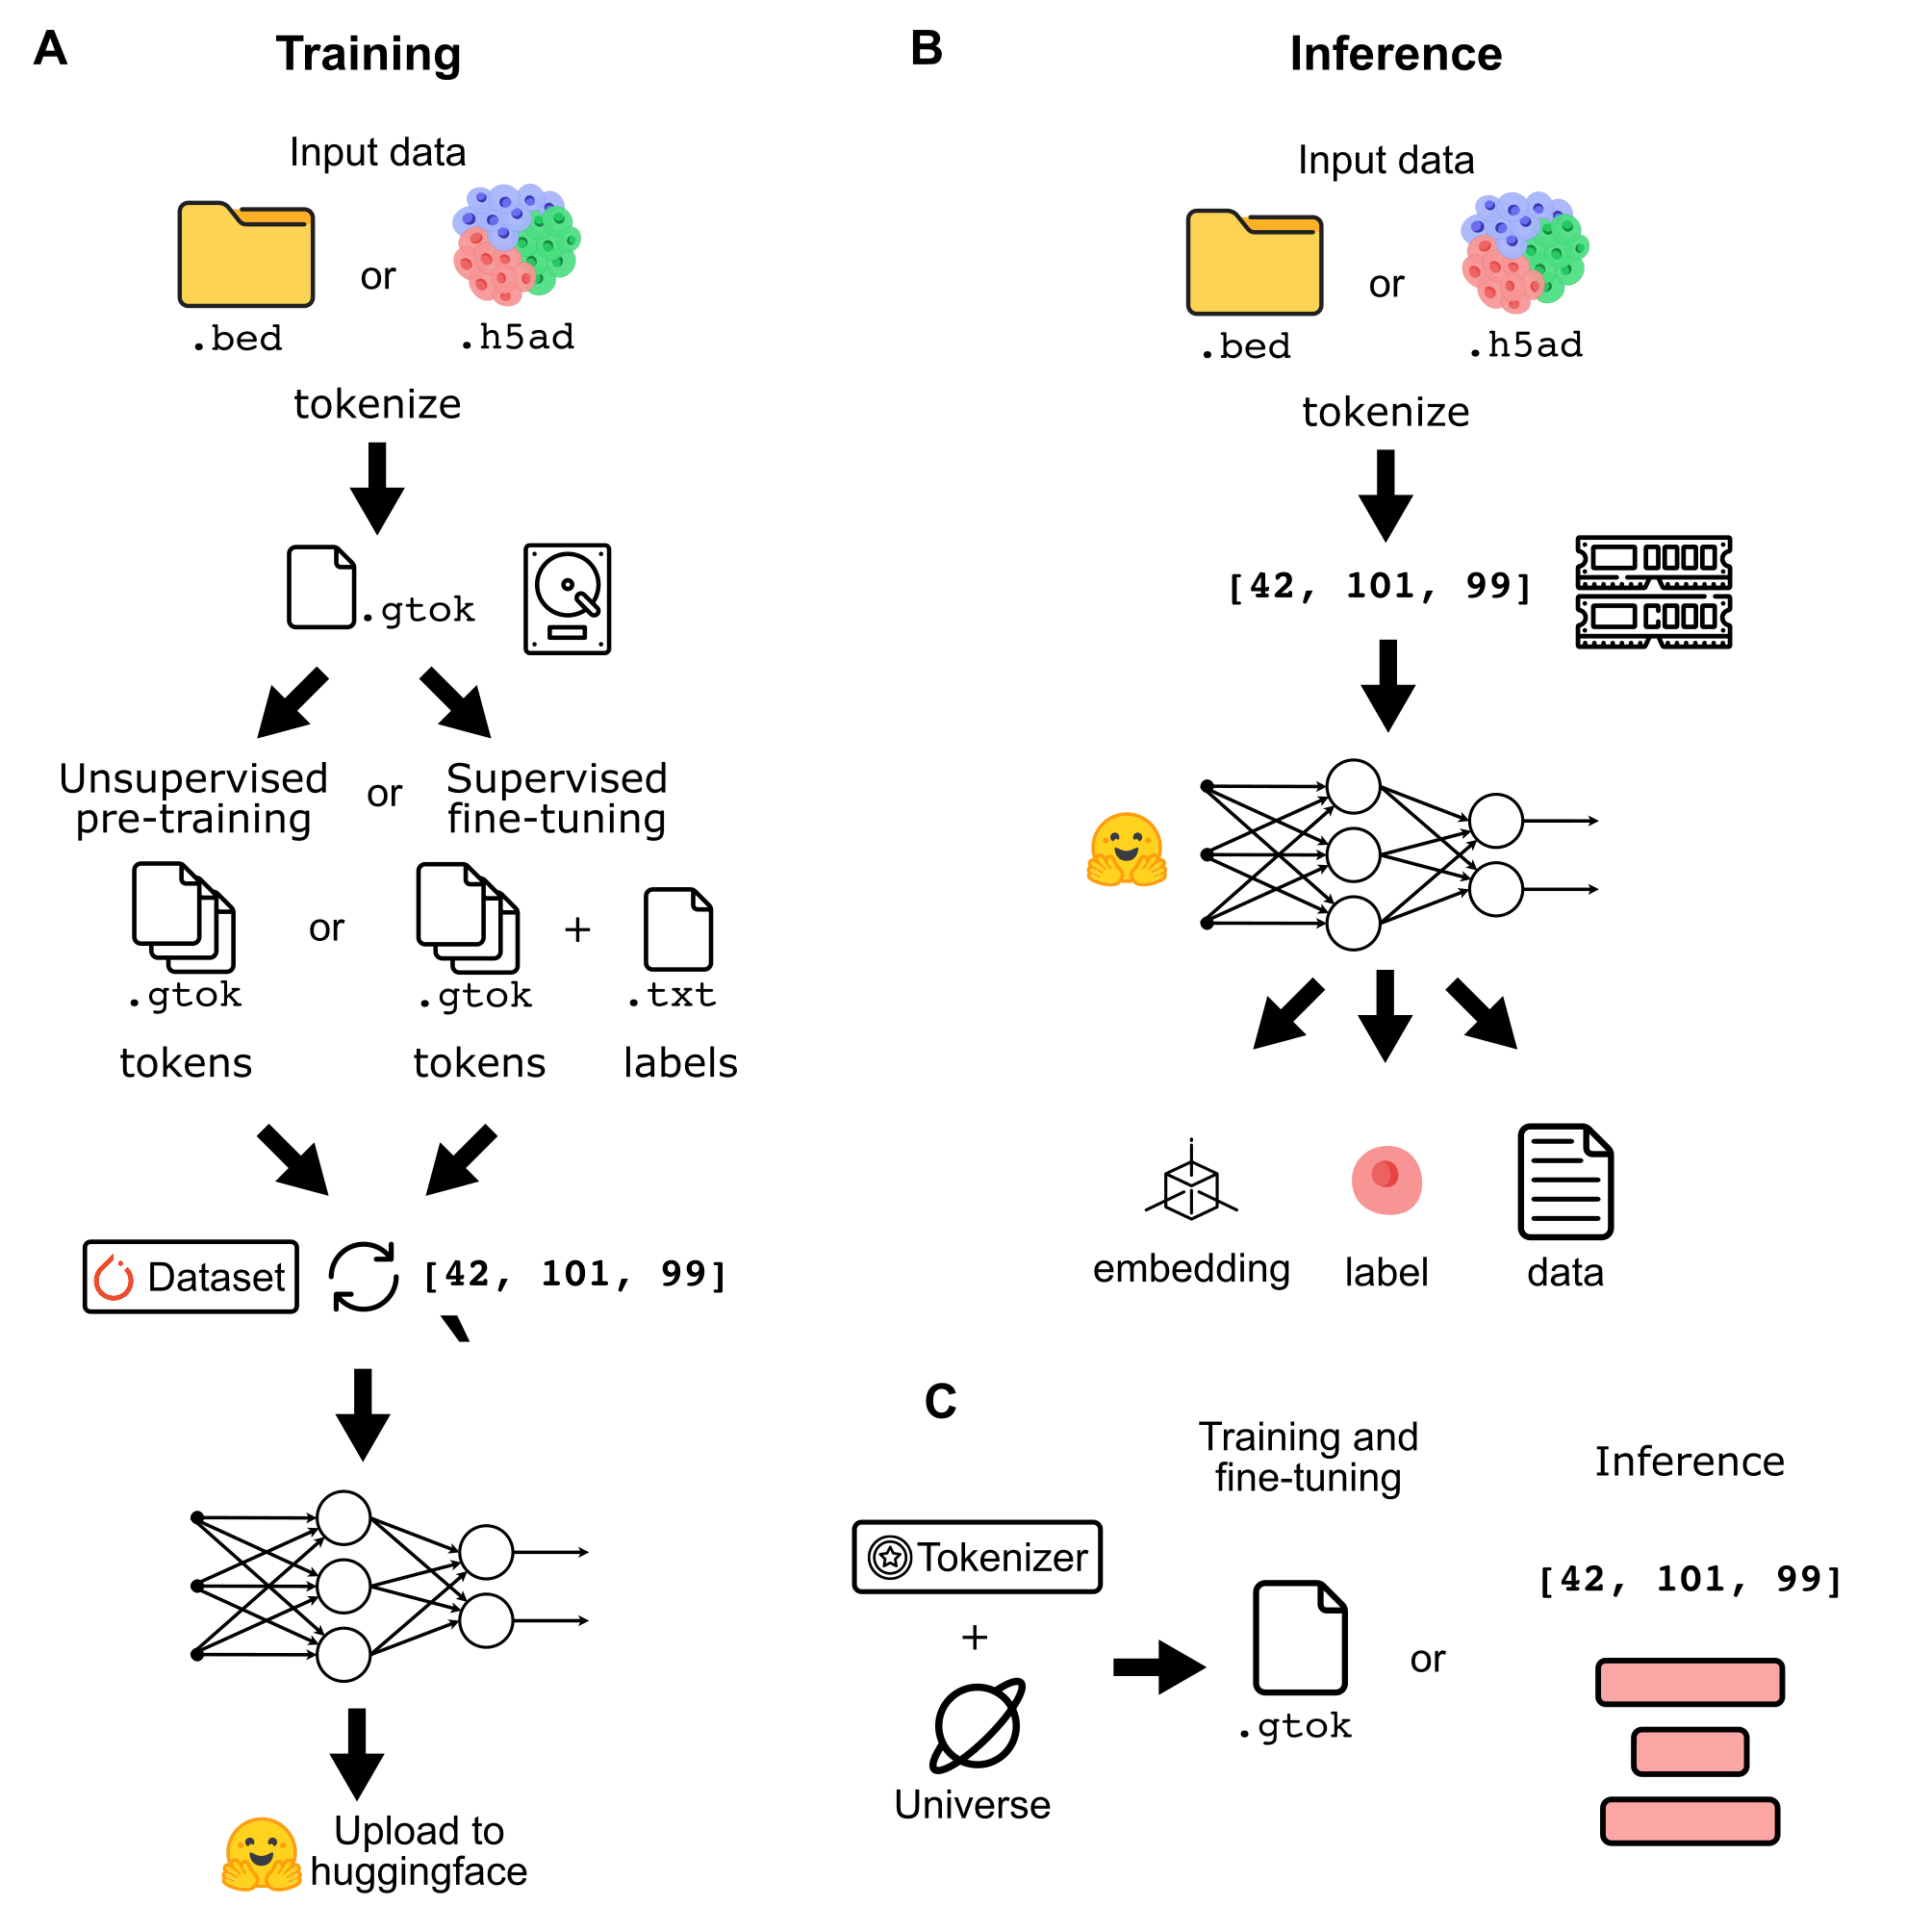 A
Training
Input data
or
.bed
.h5ad
tokenize
.gtok
Unsupervised
pre-training
or
Supervised
fine-tuning
or
+
.gtok
.gtok
.txt
tokens
tokens
labels
Dataset
[42, 101, 99]
Upload to
huggingface
B
Inference
Input data
or
.bed
.h5ad
tokenize
[42, 101, 99]
embedding
label
data
C
Training and
fine-tuning
Inference
Tokenizer
+
Universe
.gtok
or
[42, 101, 99]